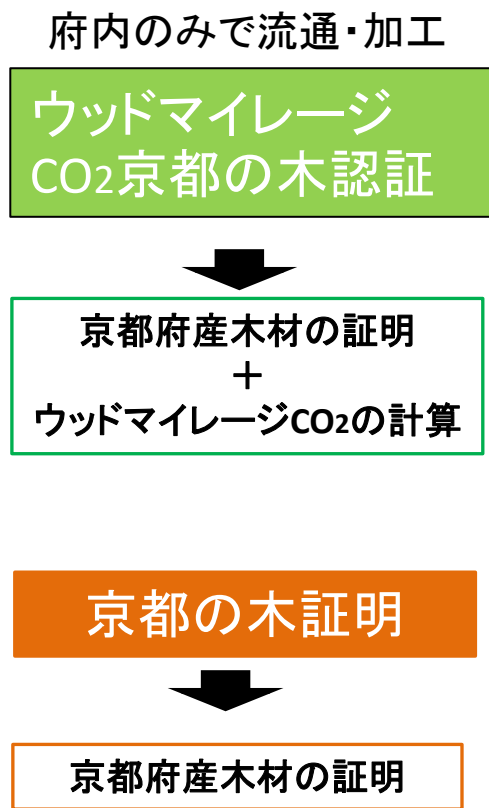 府内のみで流通・加工
ウッドマイレージ
CO2京都の木認証
京都府産木材の証明
+
ウッドマイレージCO2の計算
京都の木証明
京都府産木材の証明